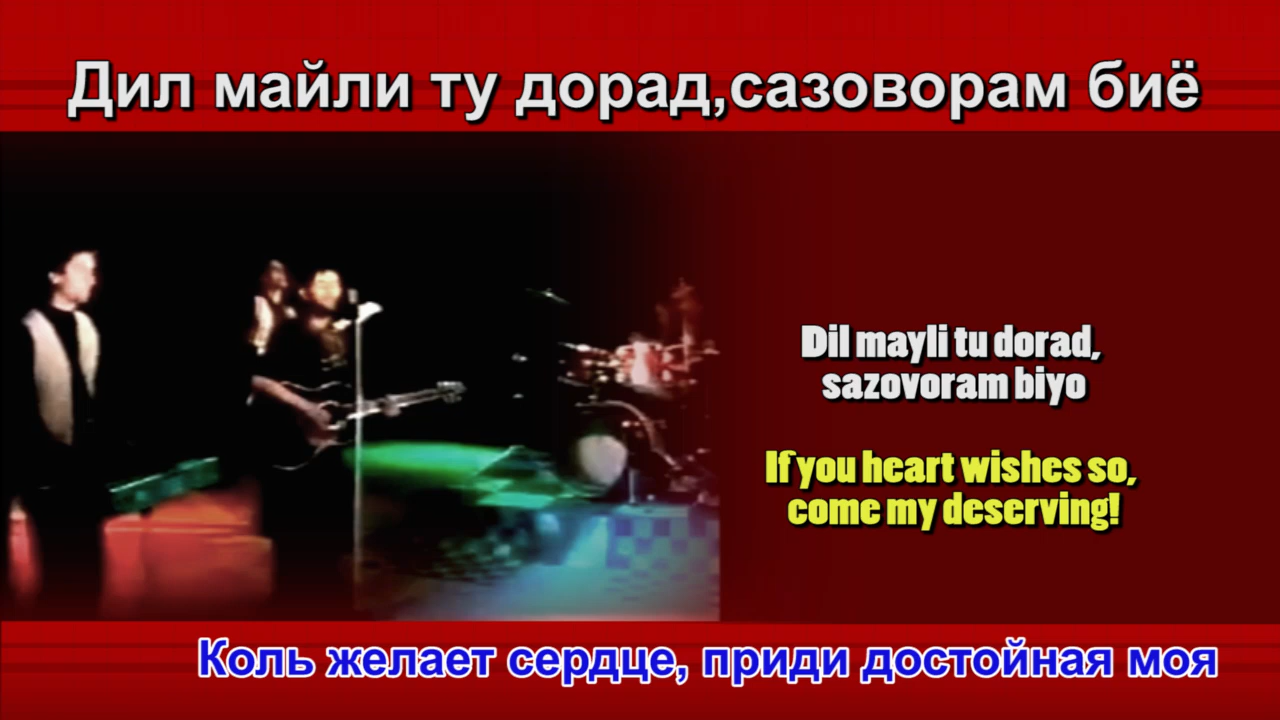 Дил майли ту дорад,сазоворам биё
Dil mayli tu dorad,
sazovoram biyo
If you heart wishes so,
come my deserving!
Коль желает сердце, приди достойная моя